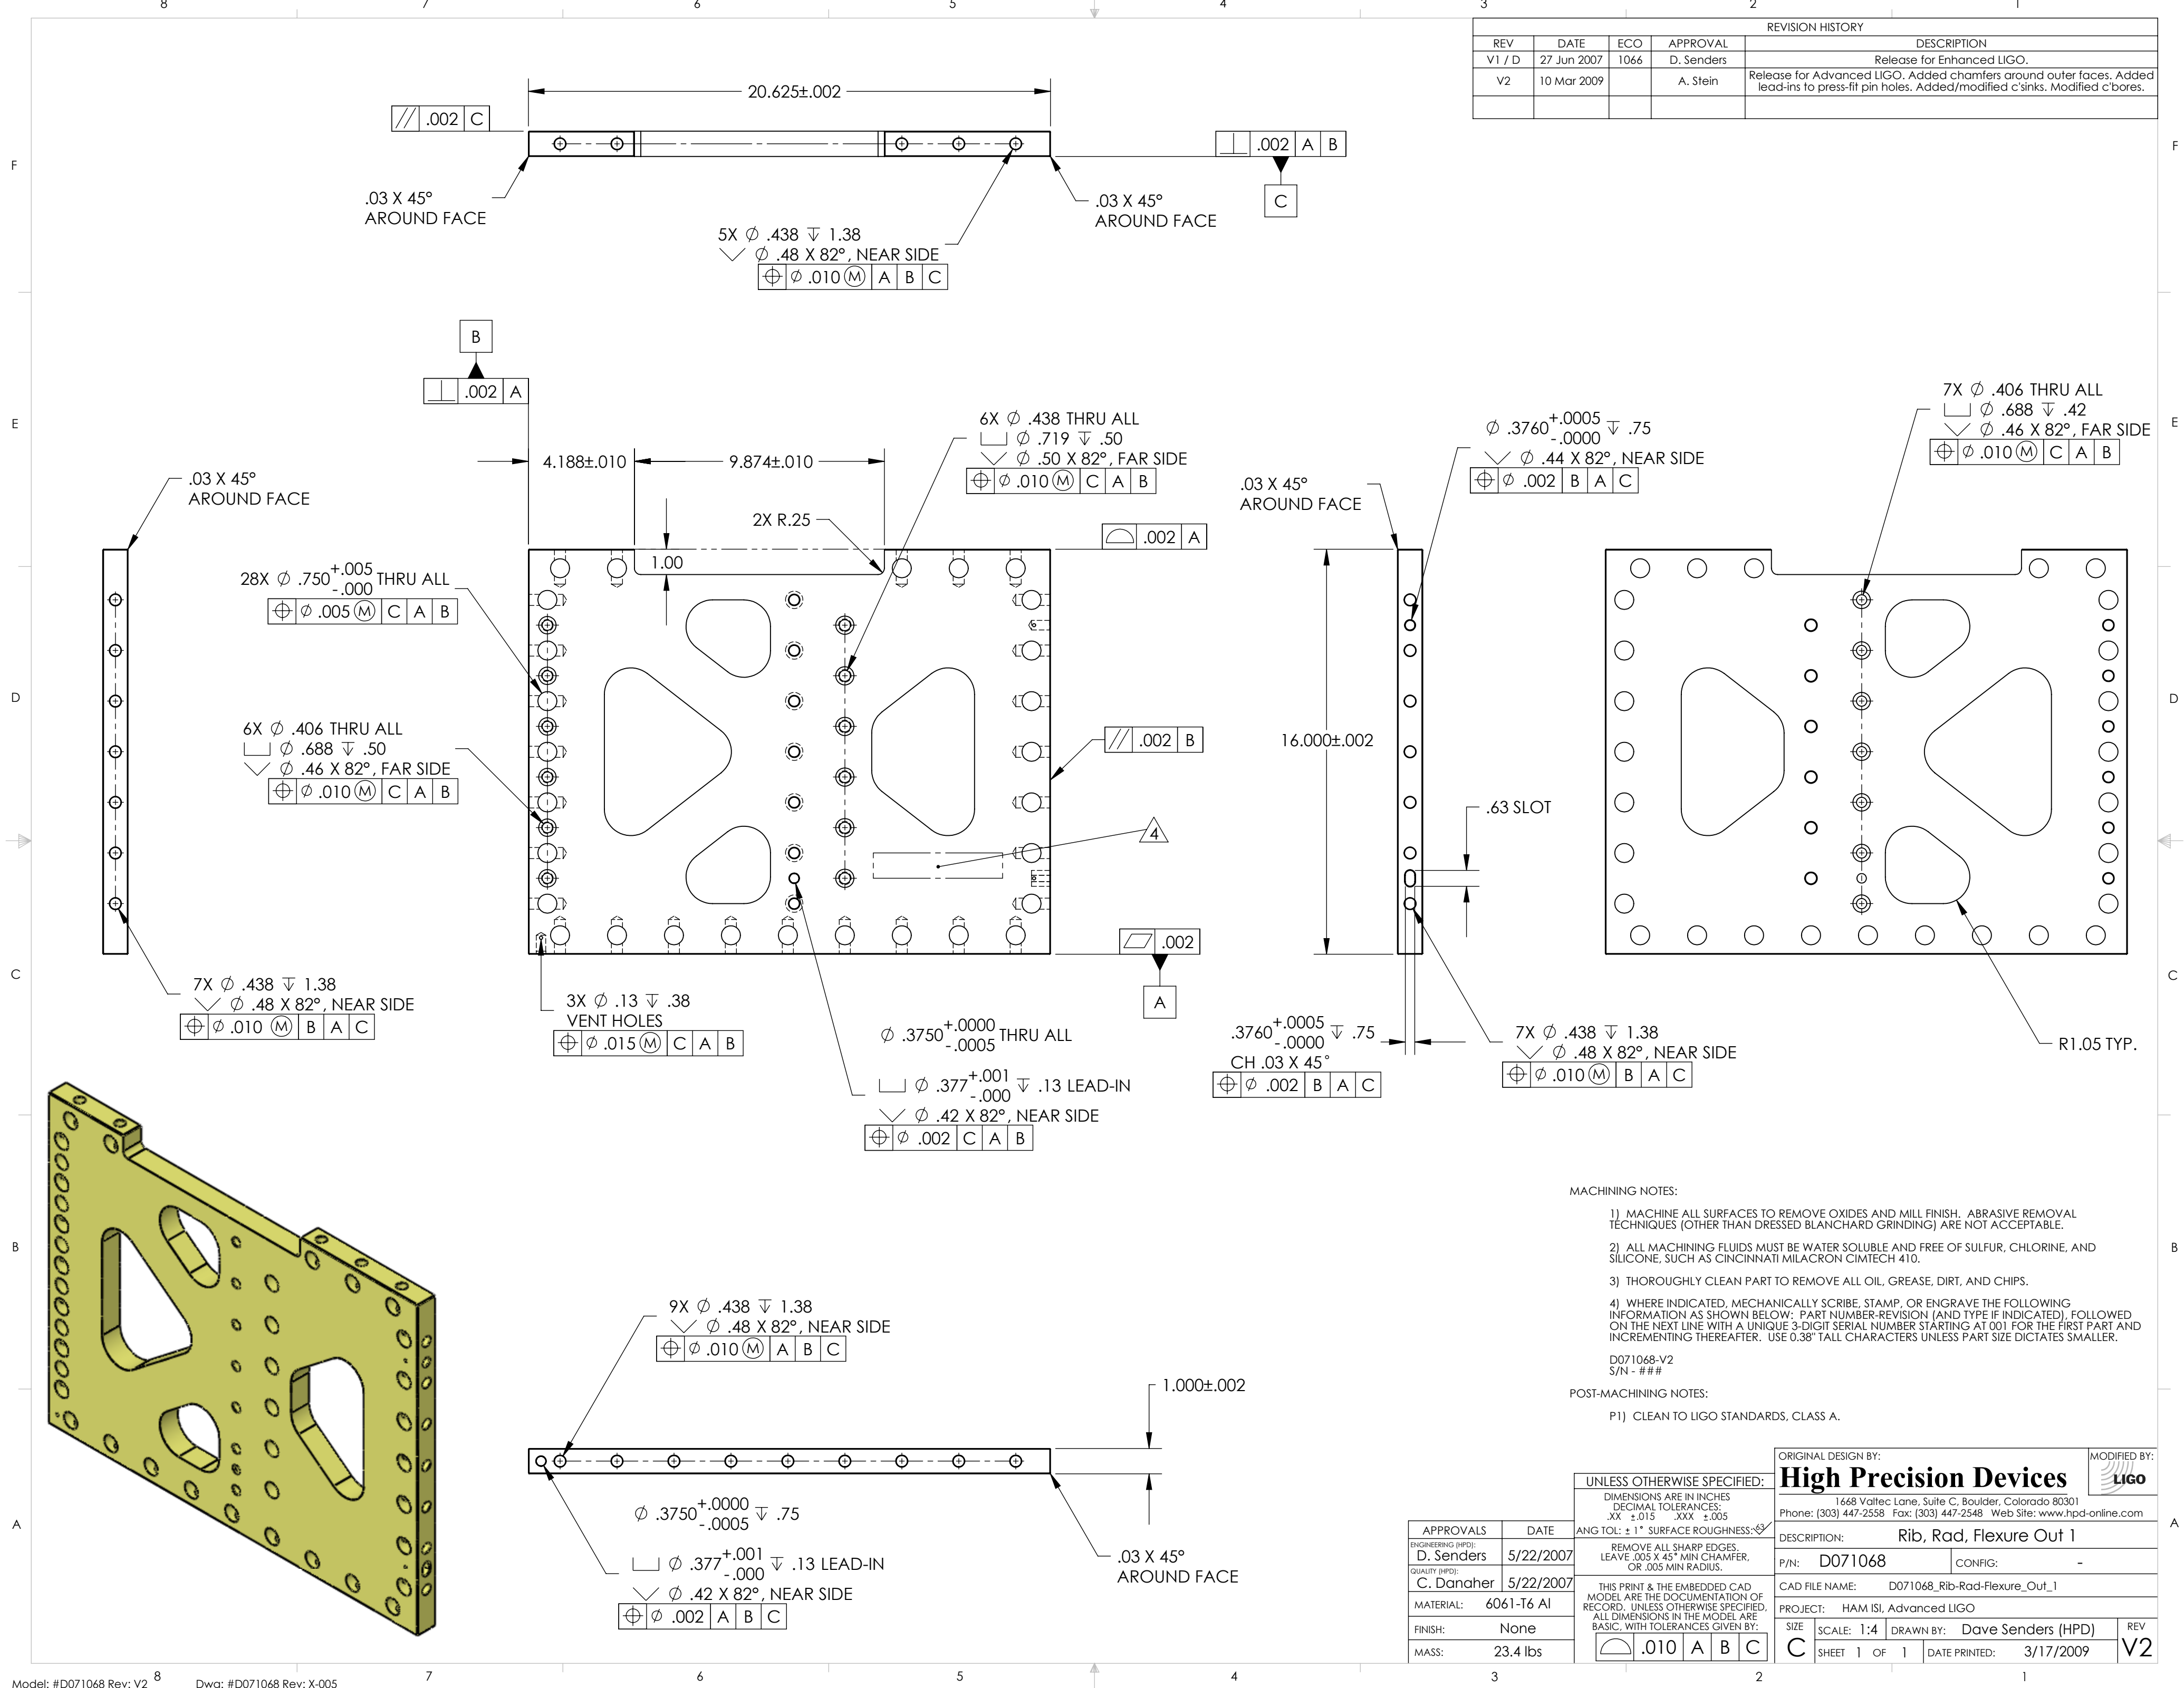 8 7 6 5 4 3 2 1
REVISION HISTORY
REV DATE ECO APPROVAL DESCRIPTION
V1 / D 27 Jun 2007 1066 D. Senders Release for Enhanced LIGO.
V2 10 Mar 2009 A. Stein Release for Advanced LIGO. Added chamfers around outer faces. Added
lead-ins to press-fit pin holes. Added/modified c'sinks. Modified c'bores.
20.625±.002
// .002 C
⊥ .002 A B
C
F F
.03 X 45°
AROUND FACE
.03 X 45°
AROUND FACE
5X ⌀ .438 ↧ 1.38
⌵ ⌀ .48 X 82°, NEAR SIDE
⌖ ⌀ .010 Ⓜ A B C
B
⊥ .002 A
E E
4.188±.010 9.874±.010
6X ⌀ .438 THRU ALL
⌴ ⌀ .719 ↧ .50
⌵ ⌀ .50 X 82°, FAR SIDE
⌖ ⌀ .010 Ⓜ C A B
⌀ .3760 +.0005 -.0000 ↧ .75
⌵ ⌀ .44 X 82°, NEAR SIDE
⌖ ⌀ .002 B A C
7X ⌀ .406 THRU ALL
⌴ ⌀ .688 ↧ .42
⌵ ⌀ .46 X 82°, FAR SIDE
⌖ ⌀ .010 Ⓜ C A B
.03 X 45°
AROUND FACE
.03 X 45°
AROUND FACE
2X R.25
⌓ .002 A
1.00
28X ⌀ .750 +.005 -.000 THRU ALL
⌖ ⌀ .005 Ⓜ C A B
D D
6X ⌀ .406 THRU ALL
⌴ ⌀ .688 ↧ .50
⌵ ⌀ .46 X 82°, FAR SIDE
⌖ ⌀ .010 Ⓜ C A B
// .002 B
16.000±.002
.63 SLOT
4
⏥ .002
A
C C
7X ⌀ .438 ↧ 1.38
⌵ ⌀ .48 X 82°, NEAR SIDE
⌖ ⌀ .010 Ⓜ B A C
3X ⌀ .13 ↧ .38
VENT HOLES
⌖ ⌀ .015 Ⓜ C A B
⌀ .3750 +.0000 -.0005 THRU ALL
⌴ ⌀ .377 +.001 -.000 ↧ .13 LEAD-IN
⌵ ⌀ .42 X 82°, NEAR SIDE
⌖ ⌀ .002 C A B
.3760 +.0005 -.0000 ↧ .75
CH .03 X 45°
⌖ ⌀ .002 B A C
7X ⌀ .438 ↧ 1.38
⌵ ⌀ .48 X 82°, NEAR SIDE
⌖ ⌀ .010 Ⓜ B A C
R1.05 TYP.
B B
MACHINING NOTES:
1) MACHINE ALL SURFACES TO REMOVE OXIDES AND MILL FINISH. ABRASIVE REMOVAL
TECHNIQUES (OTHER THAN DRESSED BLANCHARD GRINDING) ARE NOT ACCEPTABLE.
2) ALL MACHINING FLUIDS MUST BE WATER SOLUBLE AND FREE OF SULFUR, CHLORINE, AND
SILICONE, SUCH AS CINCINNATI MILACRON CIMTECH 410.
3) THOROUGHLY CLEAN PART TO REMOVE ALL OIL, GREASE, DIRT, AND CHIPS.
4) WHERE INDICATED, MECHANICALLY SCRIBE, STAMP, OR ENGRAVE THE FOLLOWING
INFORMATION AS SHOWN BELOW: PART NUMBER-REVISION (AND TYPE IF INDICATED), FOLLOWED
ON THE NEXT LINE WITH A UNIQUE 3-DIGIT SERIAL NUMBER STARTING AT 001 FOR THE FIRST PART AND
INCREMENTING THEREAFTER. USE 0.38" TALL CHARACTERS UNLESS PART SIZE DICTATES SMALLER.
D071068-V2
S/N - ###
POST-MACHINING NOTES:
P1) CLEAN TO LIGO STANDARDS, CLASS A.
9X ⌀ .438 ↧ 1.38
⌵ ⌀ .48 X 82°, NEAR SIDE
⌖ ⌀ .010 Ⓜ A B C
1.000±.002
A A
⌀ .3750 +.0000 -.0005 ↧ .75
⌴ ⌀ .377 +.001 -.000 ↧ .13 LEAD-IN
⌵ ⌀ .42 X 82°, NEAR SIDE
⌖ ⌀ .002 A B C
.03 X 45°
AROUND FACE
APPROVALS DATE
ENGINEERING (HPD):
D. Senders 5/22/2007
QUALITY (HPD):
C. Danaher 5/22/2007
MATERIAL: 6061-T6 Al
FINISH: None
MASS: 23.4 lbs
UNLESS OTHERWISE SPECIFIED:
DIMENSIONS ARE IN INCHES
DECIMAL TOLERANCES:
.XX ±.015 .XXX ±.005
ANG TOL: ± 1° SURFACE ROUGHNESS: 63
REMOVE ALL SHARP EDGES.
LEAVE .005 X 45° MIN CHAMFER,
OR .005 MIN RADIUS.
THIS PRINT & THE EMBEDDED CAD
MODEL ARE THE DOCUMENTATION OF
RECORD. UNLESS OTHERWISE SPECIFIED,
ALL DIMENSIONS IN THE MODEL ARE
BASIC, WITH TOLERANCES GIVEN BY:
⌓ .010 A B C
ORIGINAL DESIGN BY: MODIFIED BY:
High Precision Devices LIGO
1668 Valtec Lane, Suite C, Boulder, Colorado 80301
Phone: (303) 447-2558 Fax: (303) 447-2548 Web Site: www.hpd-online.com
DESCRIPTION: Rib, Rad, Flexure Out 1
P/N: D071068 CONFIG: -
CAD FILE NAME: D071068_Rib-Rad-Flexure_Out_1
PROJECT: HAM ISI, Advanced LIGO
SIZE C SCALE: 1:4 DRAWN BY: Dave Senders (HPD) REV V2
SHEET 1 OF 1 DATE PRINTED: 3/17/2009
8 7 6 5 4 3 2 1
Model: #D071068 Rev: V2 Dwg: #D071068 Rev: X-005